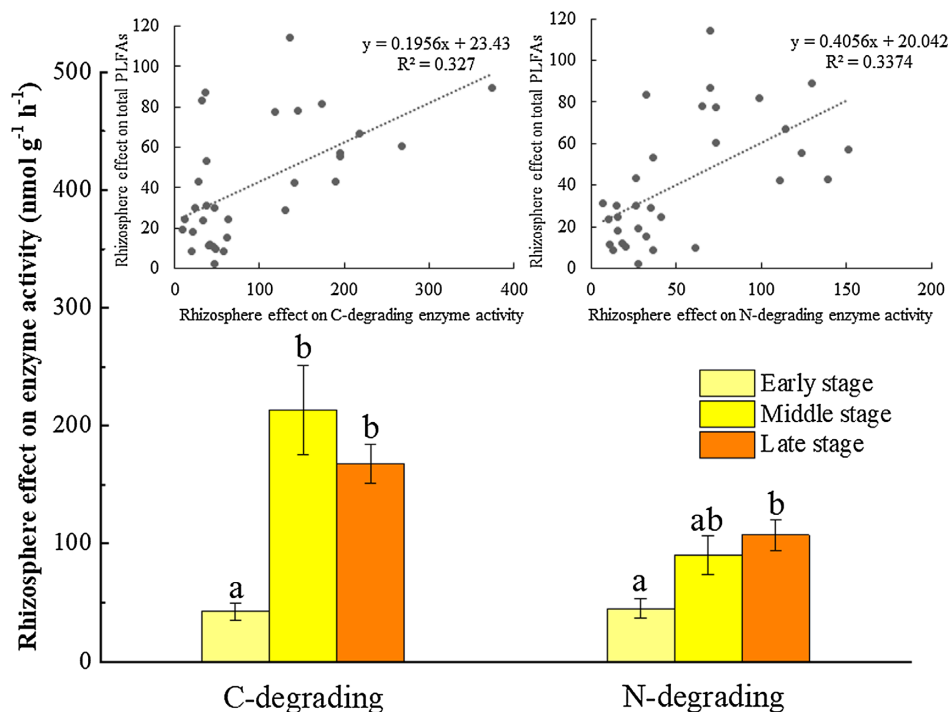 Rhizosphere effect on enzyme activity (nmol g⁻¹ h⁻¹)
500
400
300
200
100
0
Rhizosphere effect on total PLFAs
120
100
80
60
40
20
0
y = 0.1956x + 23.43
R² = 0.327
0 100 200 300 400
Rhizosphere effect on C-degrading enzyme activity
Rhizosphere effect on total PLFAs
120
100
80
60
40
20
0
y = 0.4056x + 20.042
R² = 0.3374
0 50 100 150 200
Rhizosphere effect on N-degrading enzyme activity
Early stage
Middle stage
Late stage
a
b
b
a
ab
b
C-degrading
N-degrading